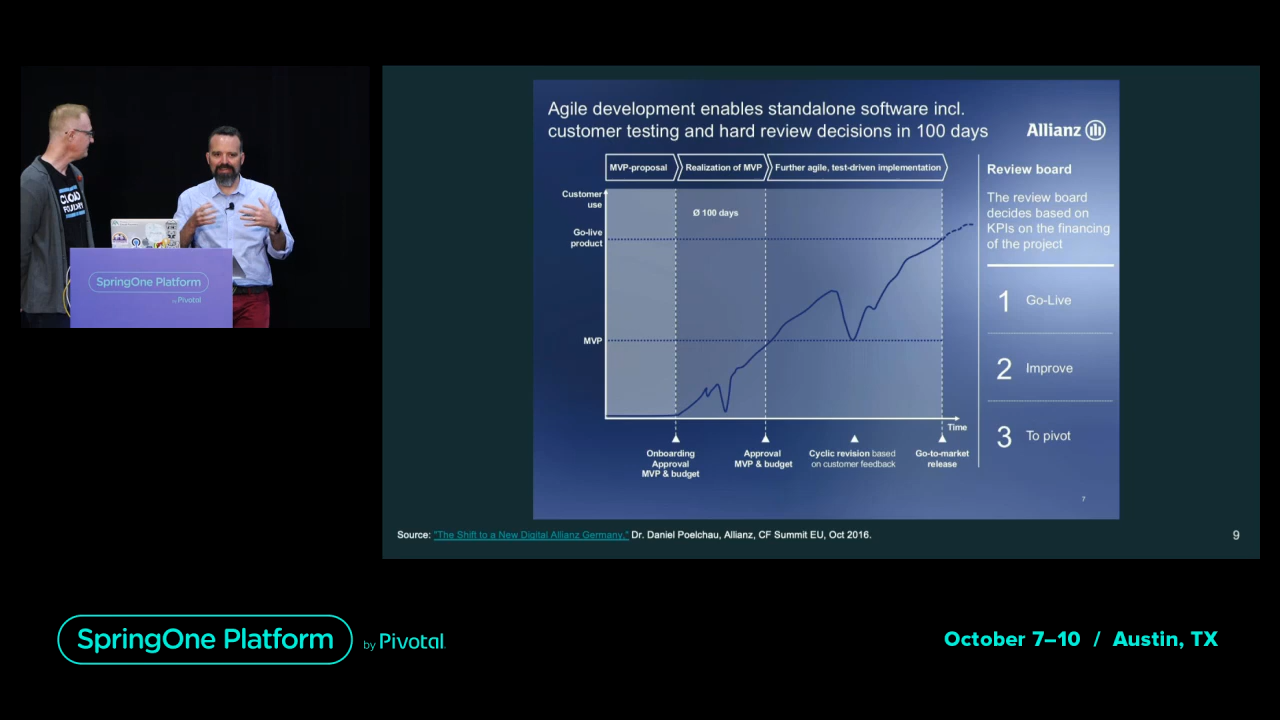 CLOUD
FOUNDRY
SpringOne Platform
by Pivotal
Agile development enables standalone software incl.
customer testing and hard review decisions in 100 days
Allianz
MVP-proposal
Realization of MVP
Further agile, test-driven implementation
Customer
use
Ø 100 days
Go-live
product
MVP
Time
Onboarding
Approval
MVP & budget
Approval
MVP & budget
Cyclic revision based
on customer feedback
Go-to-market
release
Review board
The review board
decides based on
KPIs on the financing
of the project
1 Go-Live
2 Improve
3 To pivot
7
Source: "The Shift to a New Digital Allianz Germany," Dr. Daniel Poelchau, Allianz, CF Summit EU, Oct 2016.
9
SpringOne Platform by Pivotal
October 7–10 / Austin, TX